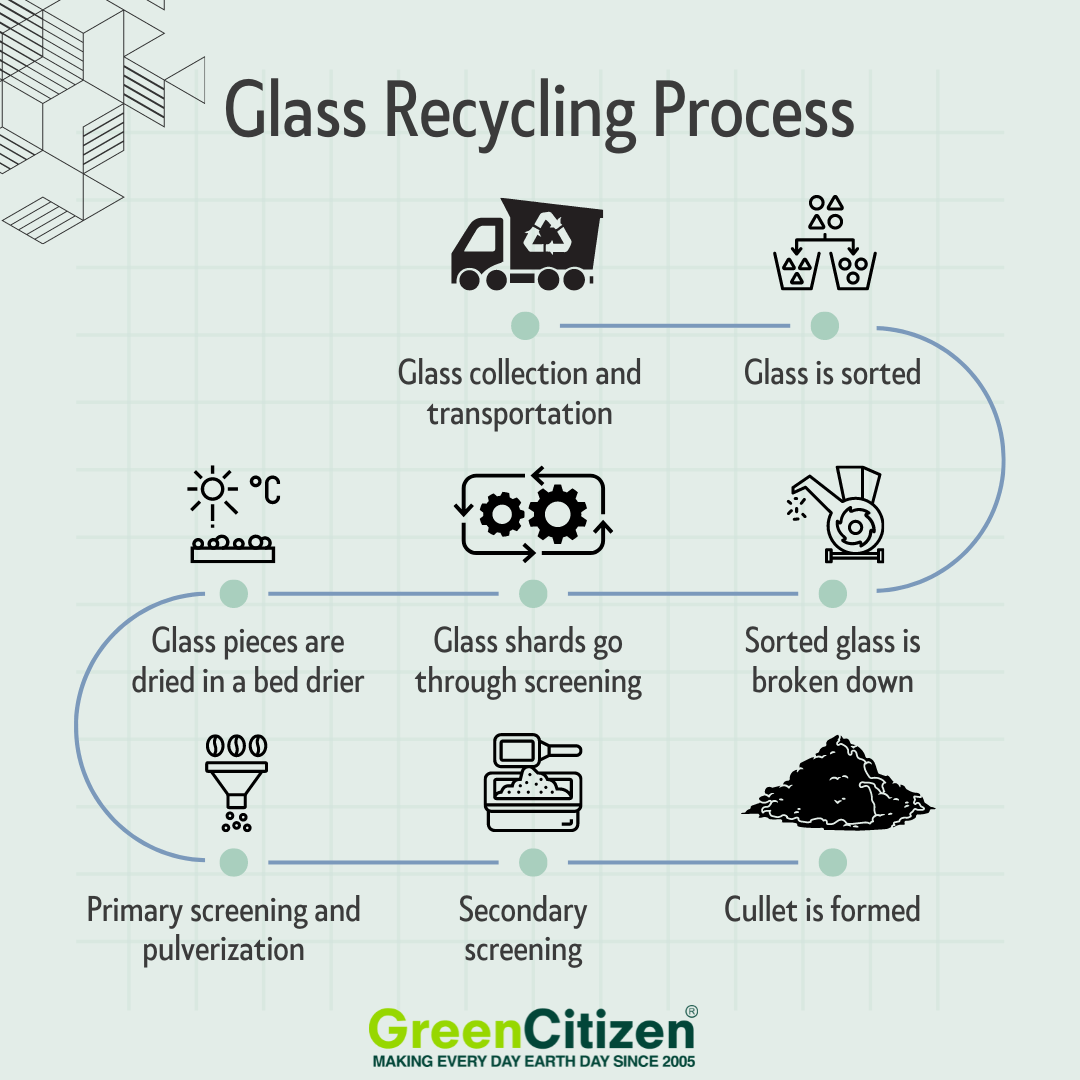 Glass Recycling Process
Glass collection and
transportation
Glass is sorted
°C
Glass pieces are
dried in a bed drier
Glass shards go
through screening
Sorted glass is
broken down
Primary screening and
pulverization
Secondary
screening
Cullet is formed
GreenCitizen®
MAKING EVERY DAY EARTH DAY SINCE 2005